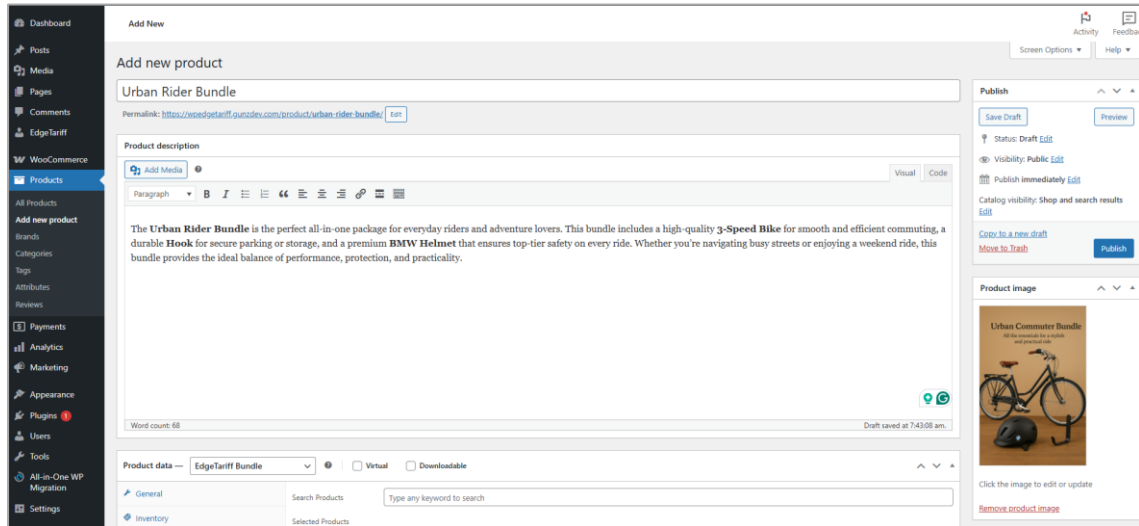 Dashboard
Posts
Media
Pages
Comments
EdgeTariff
WooCommerce
Products
All Products
Add new product
Brands
Categories
Tags
Attributes
Reviews
Payments
Analytics
Marketing
Appearance
Plugins 1
Users
Tools
All-in-One WP
Migration
Settings
Add New
Activity
Feedba
Screen Options
Help
Add new product
Urban Rider Bundle
Permalink: https://wpedgetariff.gunzdev.com/product/urban-rider-bundle/ Edit
Product description
Add Media
Visual Code
Paragraph B I
The Urban Rider Bundle is the perfect all-in-one package for everyday riders and adventure lovers. This bundle includes a high-quality 3-Speed Bike for smooth and efficient commuting, a
durable Hook for secure parking or storage, and a premium BMW Helmet that ensures top-tier safety on every ride. Whether you're navigating busy streets or enjoying a weekend ride, this
bundle provides the ideal balance of performance, protection, and practicality.
Word count: 68
Draft saved at 7:43:08 am.
Product data — EdgeTariff Bundle Virtual Downloadable
General
Inventory
Search Products Type any keyword to search
Selected Products
Publish
Save Draft Preview
Status: Draft Edit
Visibility: Public Edit
Publish immediately Edit
Catalog visibility: Shop and search results
Edit
Copy to a new draft
Move to Trash
Publish
Product image
Urban Commuter Bundle
All the essentials for a stylish
and practical ride
Click the image to edit or update
Remove product image